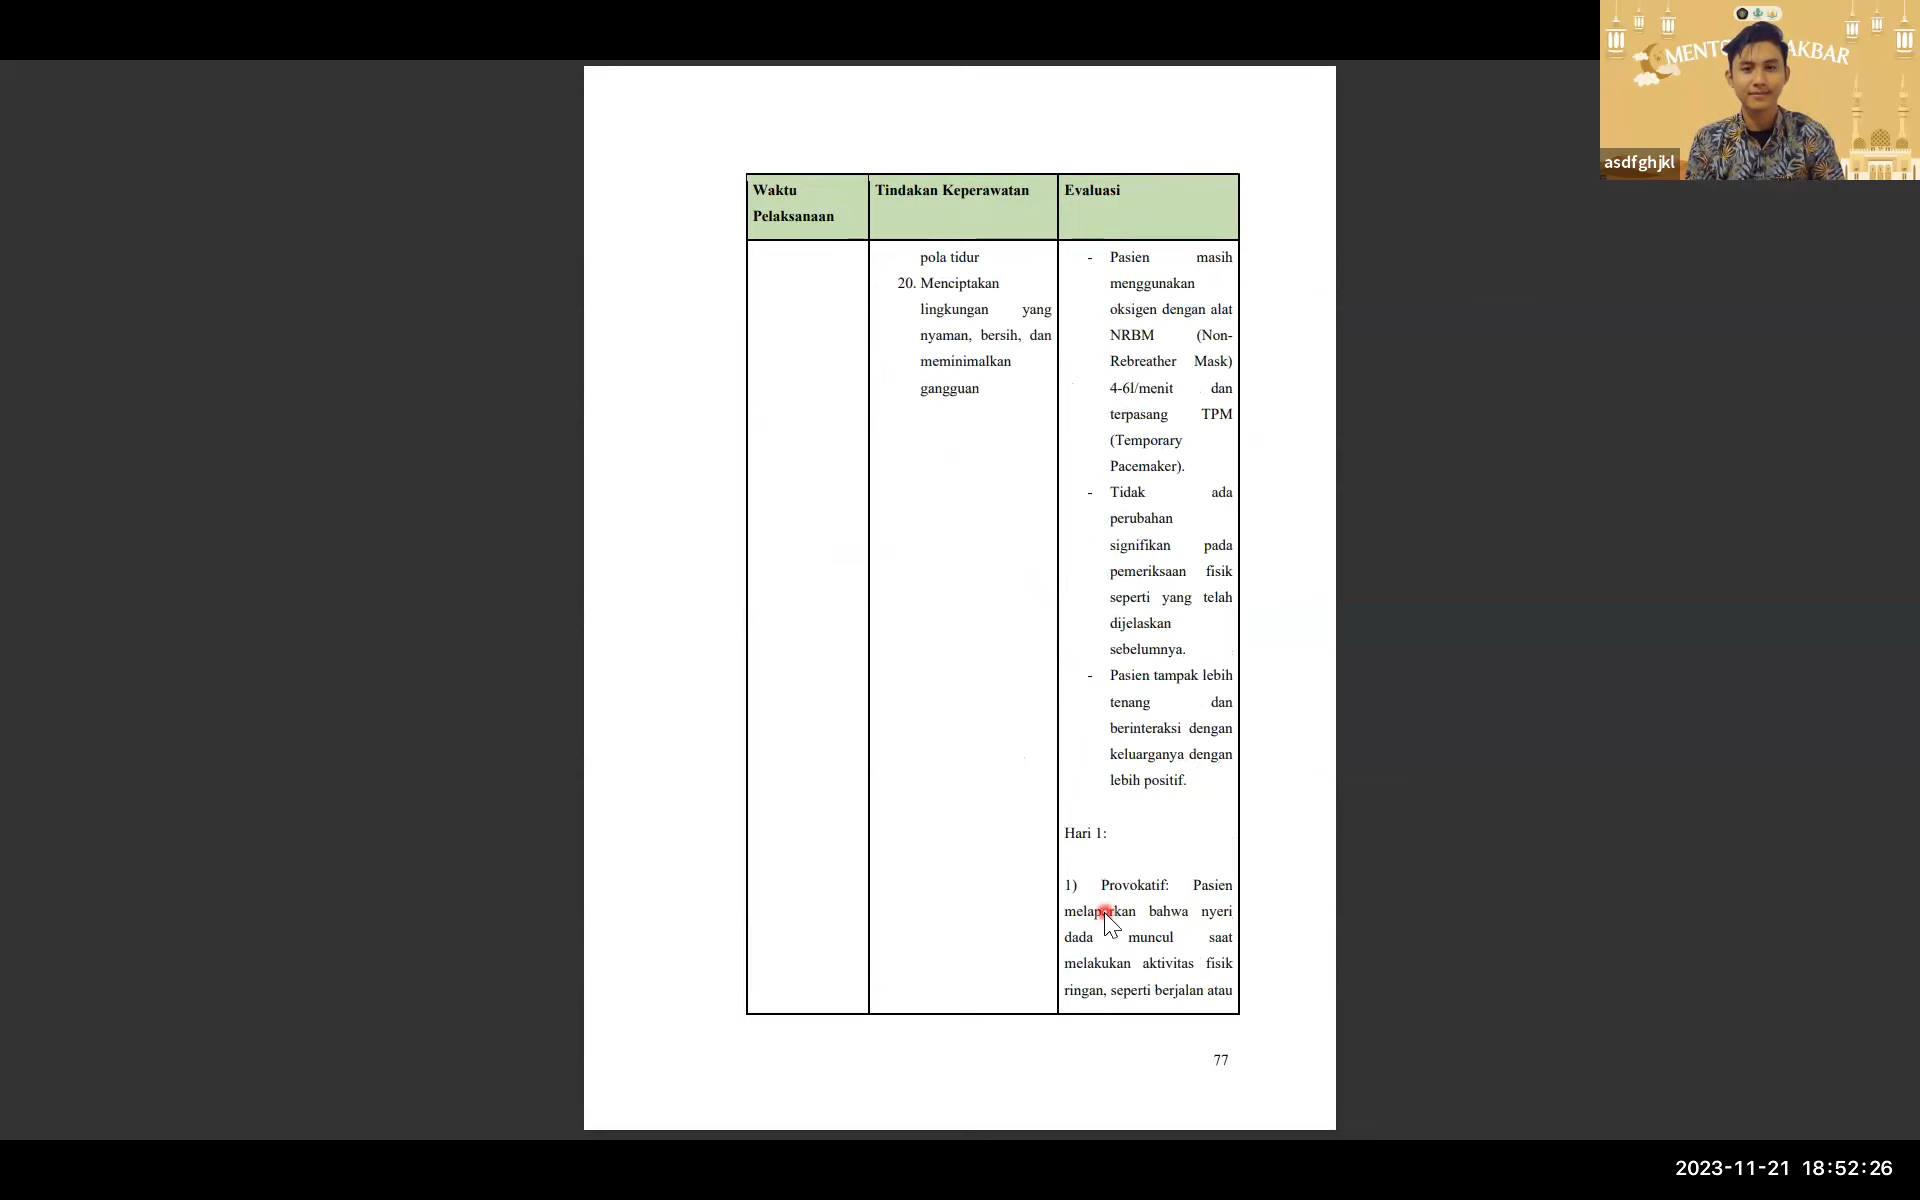 MENTO AKBAR
asdfghjkl
Waktu
Pelaksanaan
Tindakan Keperawatan
Evaluasi
pola tidur
20. Menciptakan
lingkungan yang
nyaman, bersih, dan
meminimalkan
gangguan
- Pasien masih
menggunakan
oksigen dengan alat
NRBM (Non-
Rebreather Mask)
4-6l/menit dan
terpasang TPM
(Temporary
Pacemaker).
- Tidak ada
perubahan
signifikan pada
pemeriksaan fisik
seperti yang telah
dijelaskan
sebelumnya.
- Pasien tampak lebih
tenang dan
berinteraksi dengan
keluarganya dengan
lebih positif.
Hari 1:
1) Provokatif: Pasien
melaporkan bahwa nyeri
dada muncul saat
melakukan aktivitas fisik
ringan, seperti berjalan atau
77
2023-11-21 18:52:26